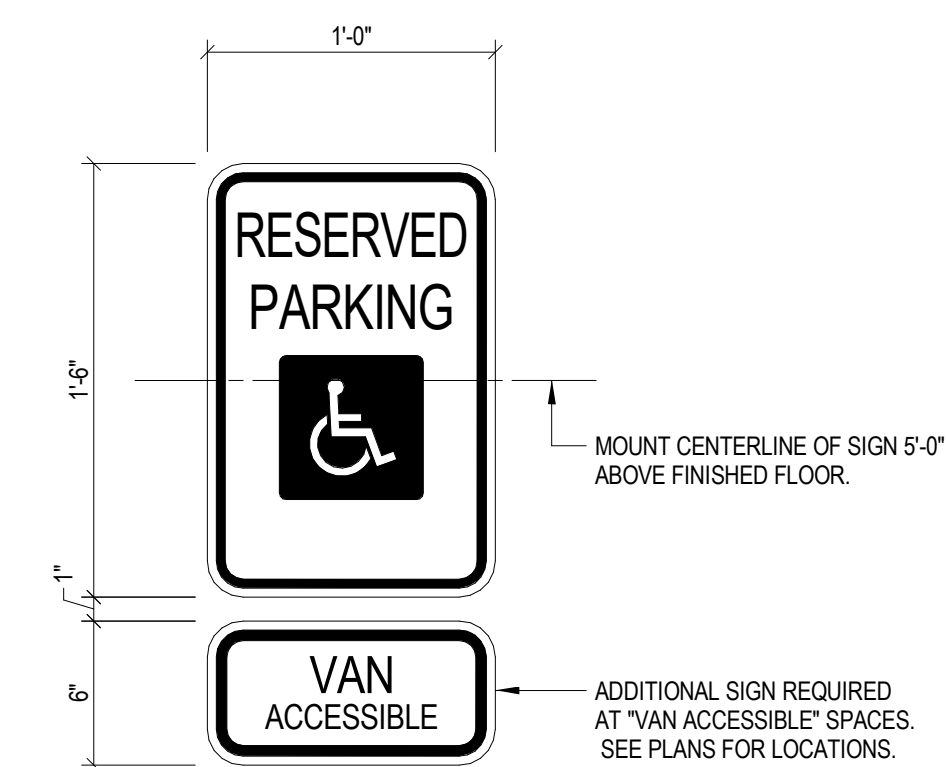 1'-0"
RESERVED
PARKING
1'-6"
MOUNT CENTERLINE OF SIGN 5'-0"
ABOVE FINISHED FLOOR.
1"
6"
VAN
ACCESSIBLE
ADDITIONAL SIGN REQUIRED
AT "VAN ACCESSIBLE" SPACES.
SEE PLANS FOR LOCATIONS.